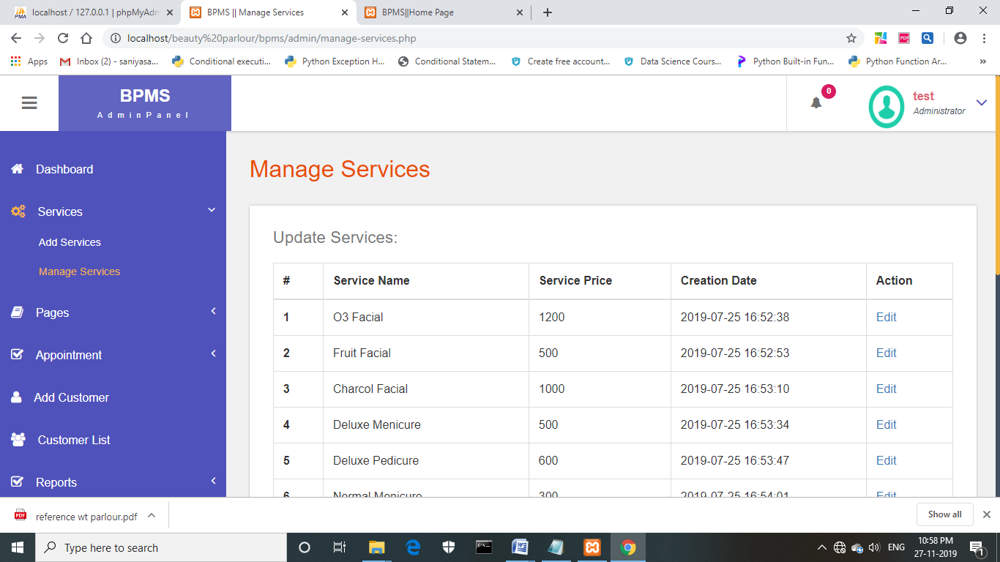 localhost / 127.0.0.1 | phpMyAdm
BPMS || Manage Services
BPMS||Home Page
localhost/beauty%20parlour/bpms/admin/manage-services.php
Apps
Inbox (2) - saniyasa...
Conditional executi...
Python Exception H...
Conditional Statem...
Create free account...
Data Science Cours...
Python Built-in Fun...
Python Function Ar...
»
BPMS
AdminPanel
0
test
Administrator
Dashboard
Services
Add Services
Manage Services
Pages
Appointment
Add Customer
Customer List
Reports
Manage Services
Update Services:
# Service Name Service Price Creation Date Action
1 O3 Facial 1200 2019-07-25 16:52:38 Edit
2 Fruit Facial 500 2019-07-25 16:52:53 Edit
3 Charcol Facial 1000 2019-07-25 16:53:10 Edit
4 Deluxe Menicure 500 2019-07-25 16:53:34 Edit
5 Deluxe Pedicure 600 2019-07-25 16:53:47 Edit
6 Normal Menicure 300 2019-07-25 16:54:01 Edit
PDF
reference wt parlour.pdf
Show all
Type here to search
ENG
10:58 PM
27-11-2019
1